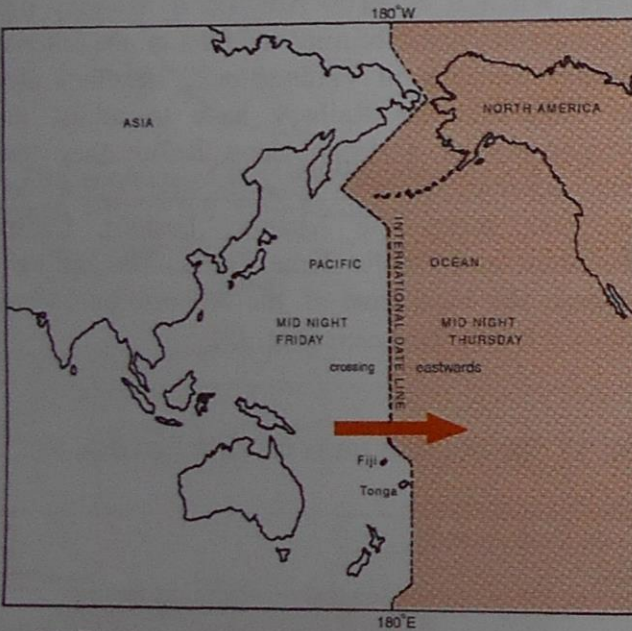 180°W
ASIA
NORTH AMERICA
INTERNATIONAL DATE LINE
PACIFIC OCEAN
MID NIGHT
FRIDAY
MID NIGHT
THURSDAY
crossing eastwards
Fiji
Tonga
180°E